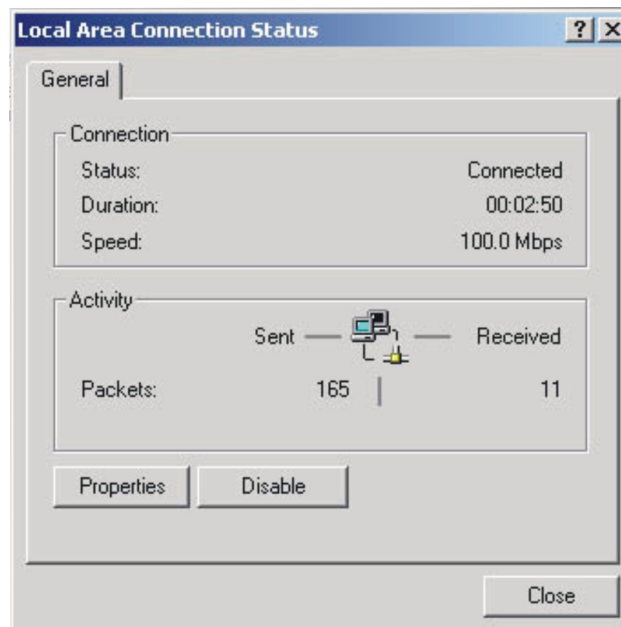 Local Area Connection Status
General
Connection
Status: Connected
Duration: 00:02:50
Speed: 100.0 Mbps
Activity
Sent Received
Packets: 165 11
Properties Disable
Close